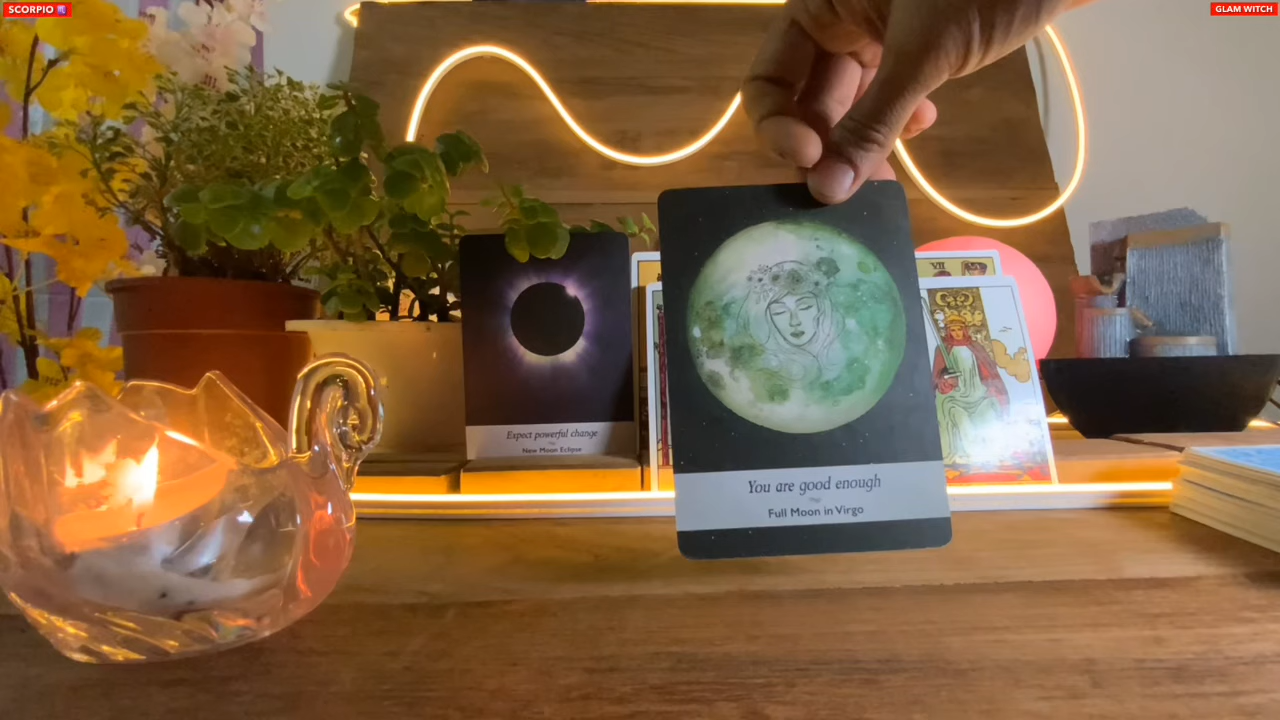 SCORPIO ♏
GLAM WITCH
VII
Expect powerful change
New Moon Eclipse
You are good enough
Full Moon in Virgo